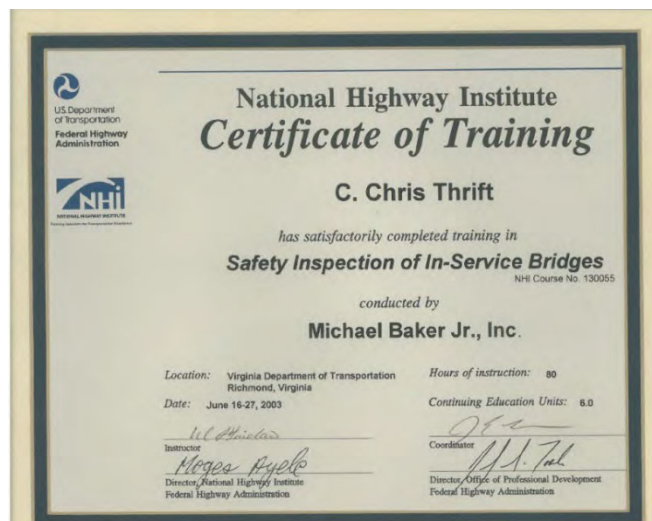 U.S. Department
of Transportation
Federal Highway
Administration
NHI
NATIONAL HIGHWAY INSTITUTE
National Highway Institute
Certificate of Training
C. Chris Thrift
has satisfactorily completed training in
Safety Inspection of In-Service Bridges
NHI Course No. 130055
conducted by
Michael Baker Jr., Inc.
Location: Virginia Department of Transportation
Richmond, Virginia
Hours of instruction: 80
Date: June 16-27, 2003
Continuing Education Units: 6.0
Instructor
Coordinator
Moges Ayele
Director, National Highway Institute
Federal Highway Administration
Director, Office of Professional Development
Federal Highway Administration